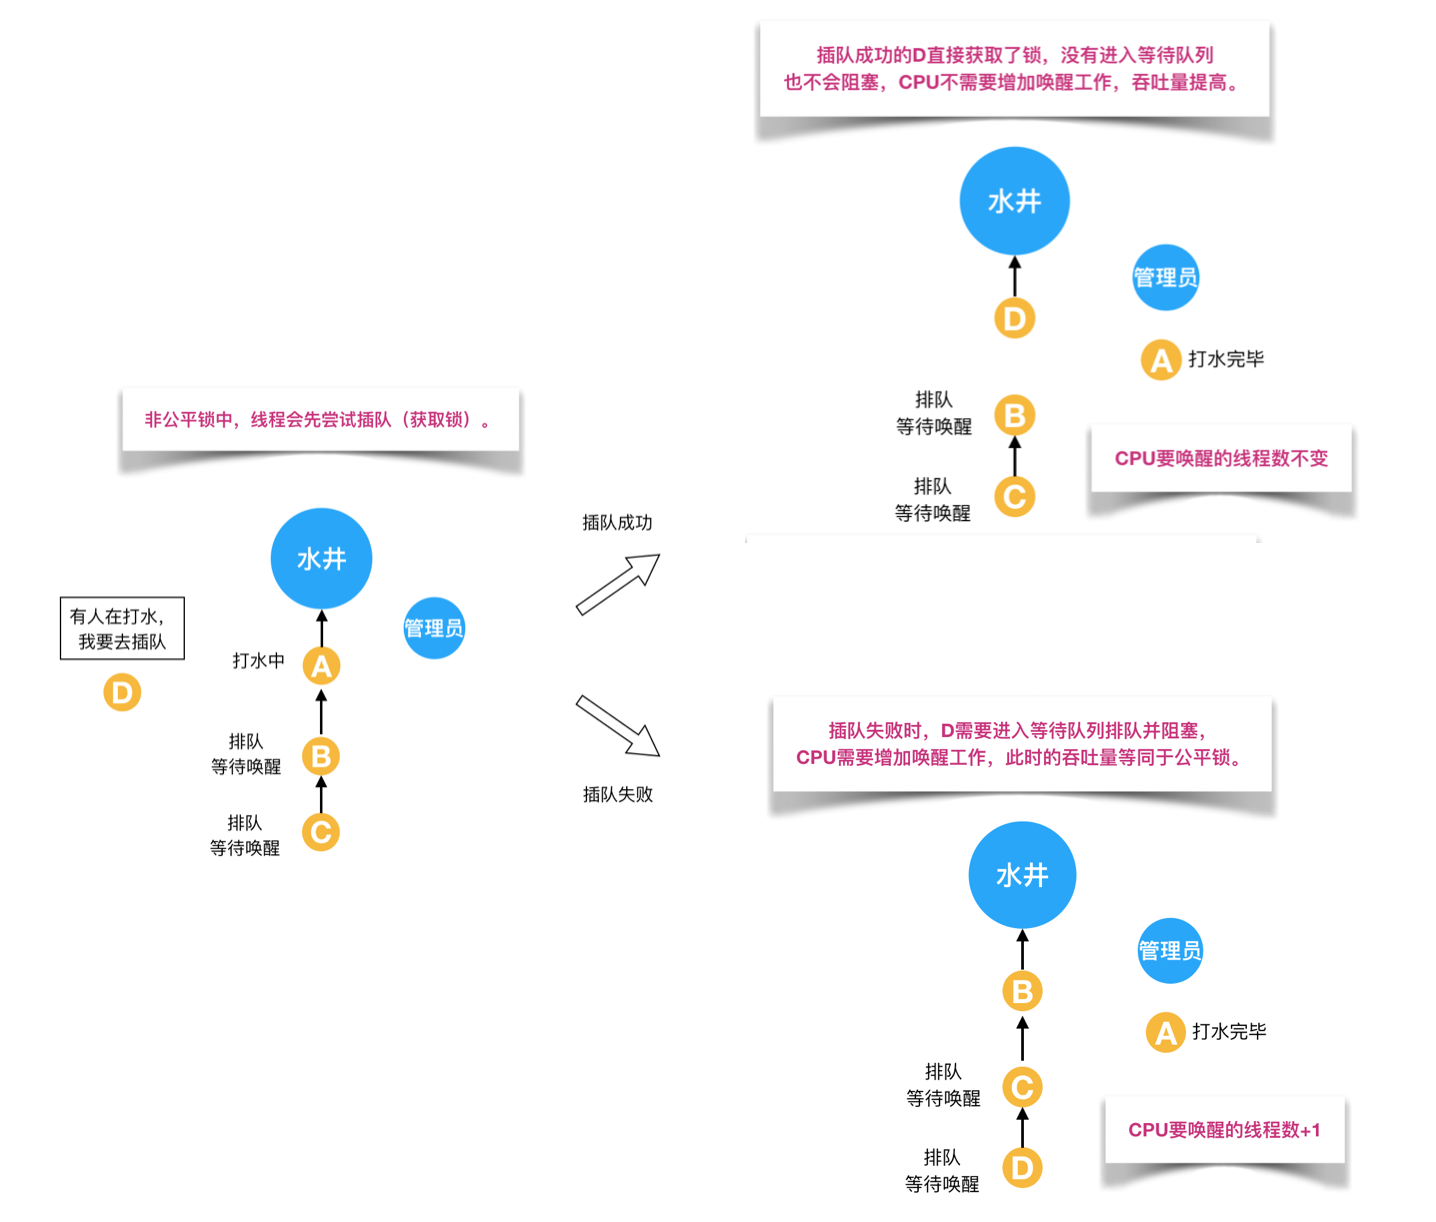 非公平锁中，线程会先尝试插队（获取锁）。
水井
有人在打水，
我要去插队
管理员
打水中
A
D
排队
等待唤醒
B
排队
等待唤醒
C
插队成功
插队失败
插队成功的D直接获取了锁，没有进入等待队列
也不会阻塞，CPU不需要增加唤醒工作，吞吐量提高。
水井
管理员
D
A
打水完毕
排队
等待唤醒
B
CPU要唤醒的线程数不变
排队
等待唤醒
C
插队失败时，D需要进入等待队列排队并阻塞，
CPU需要增加唤醒工作，此时的吞吐量等同于公平锁。
水井
管理员
B
A
打水完毕
排队
等待唤醒
C
CPU要唤醒的线程数+1
排队
等待唤醒
D